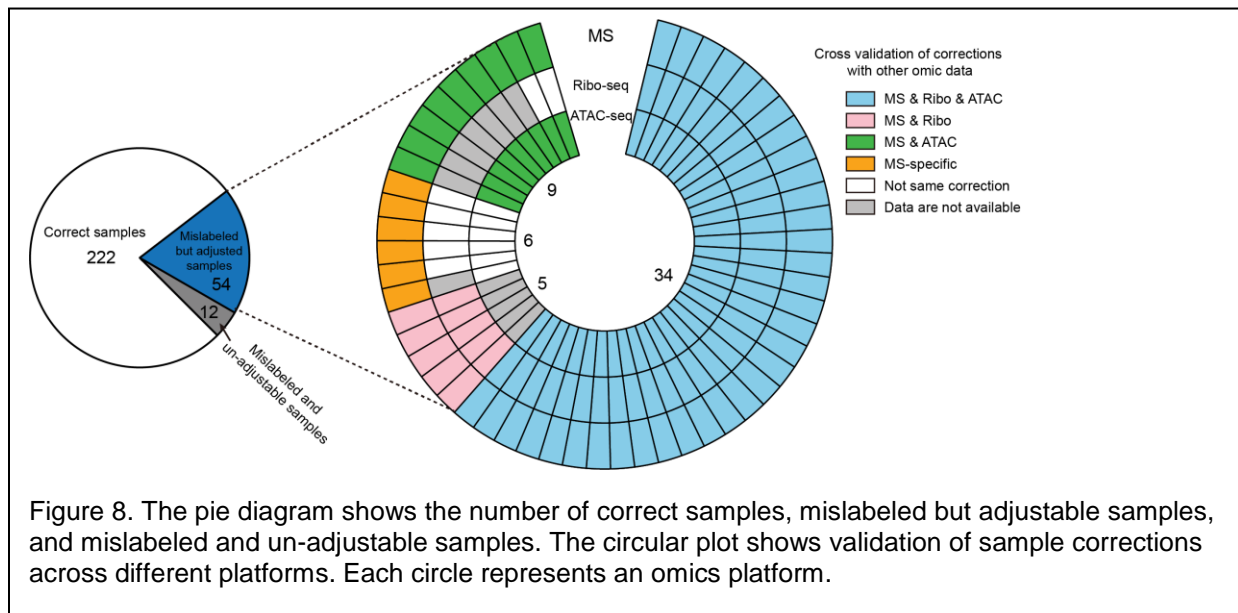 MS
Ribo-seq
ATAC-seq
Cross validation of corrections
with other omic data
MS & Ribo & ATAC
MS & Ribo
MS & ATAC
MS-specific
Not same correction
Data are not available
Correct samples
222
Mislabeled
but adjusted
samples
54
12
Mislabeled and
un-adjustable samples
9
6
5
34
Figure 8. The pie diagram shows the number of correct samples, mislabeled but adjustable samples,
and mislabeled and un-adjustable samples. The circular plot shows validation of sample corrections
across different platforms. Each circle represents an omics platform.